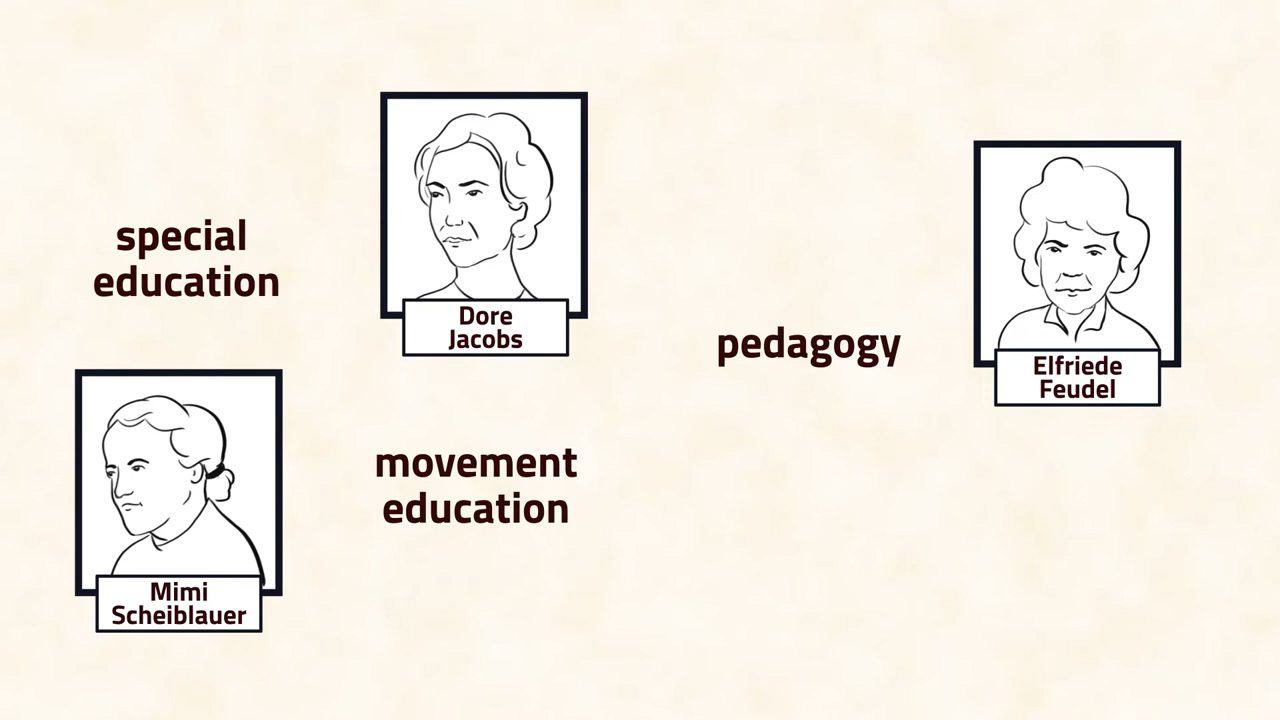 special
education
Dore
Jacobs
pedagogy
Elfriede
Feudel
movement
education
Mimi
Scheiblauer